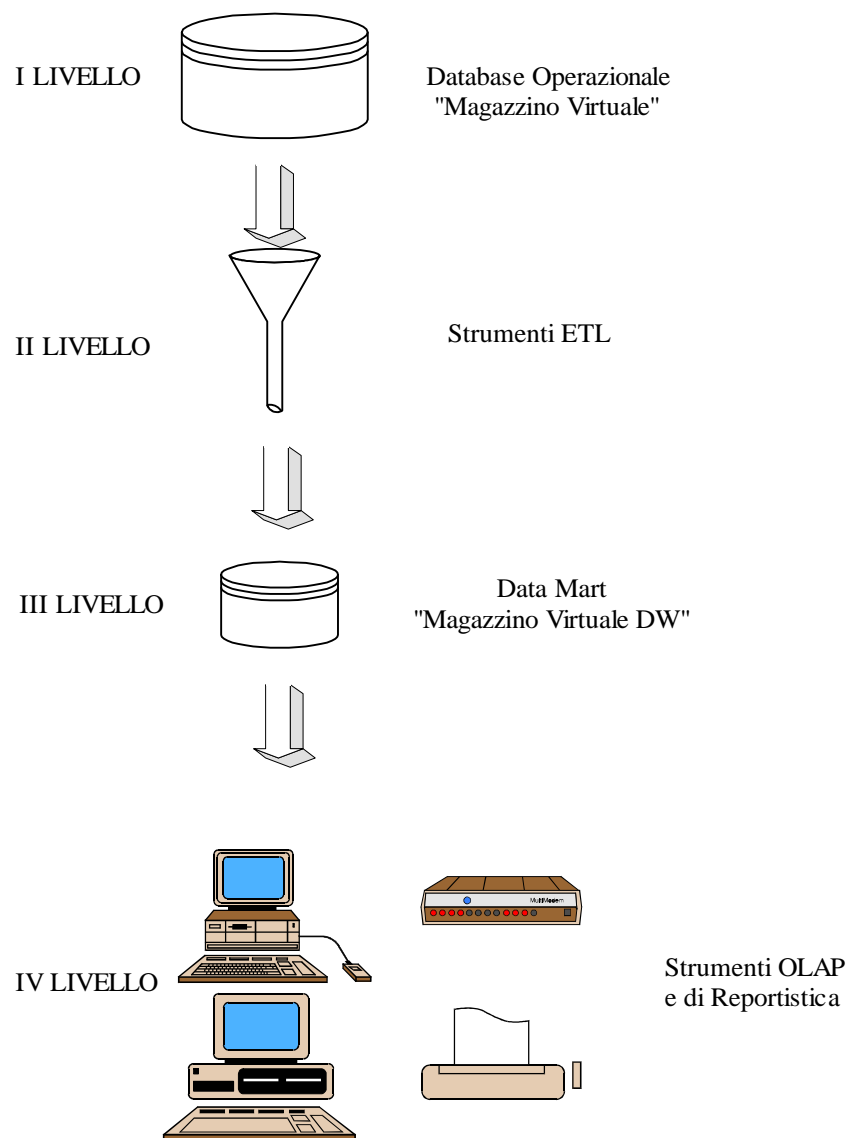 I LIVELLO
Database Operazionale
"Magazzino Virtuale"
II LIVELLO
Strumenti ETL
III LIVELLO
Data Mart
"Magazzino Virtuale DW"
MultiModem
IV LIVELLO
Strumenti OLAP
e di Reportistica